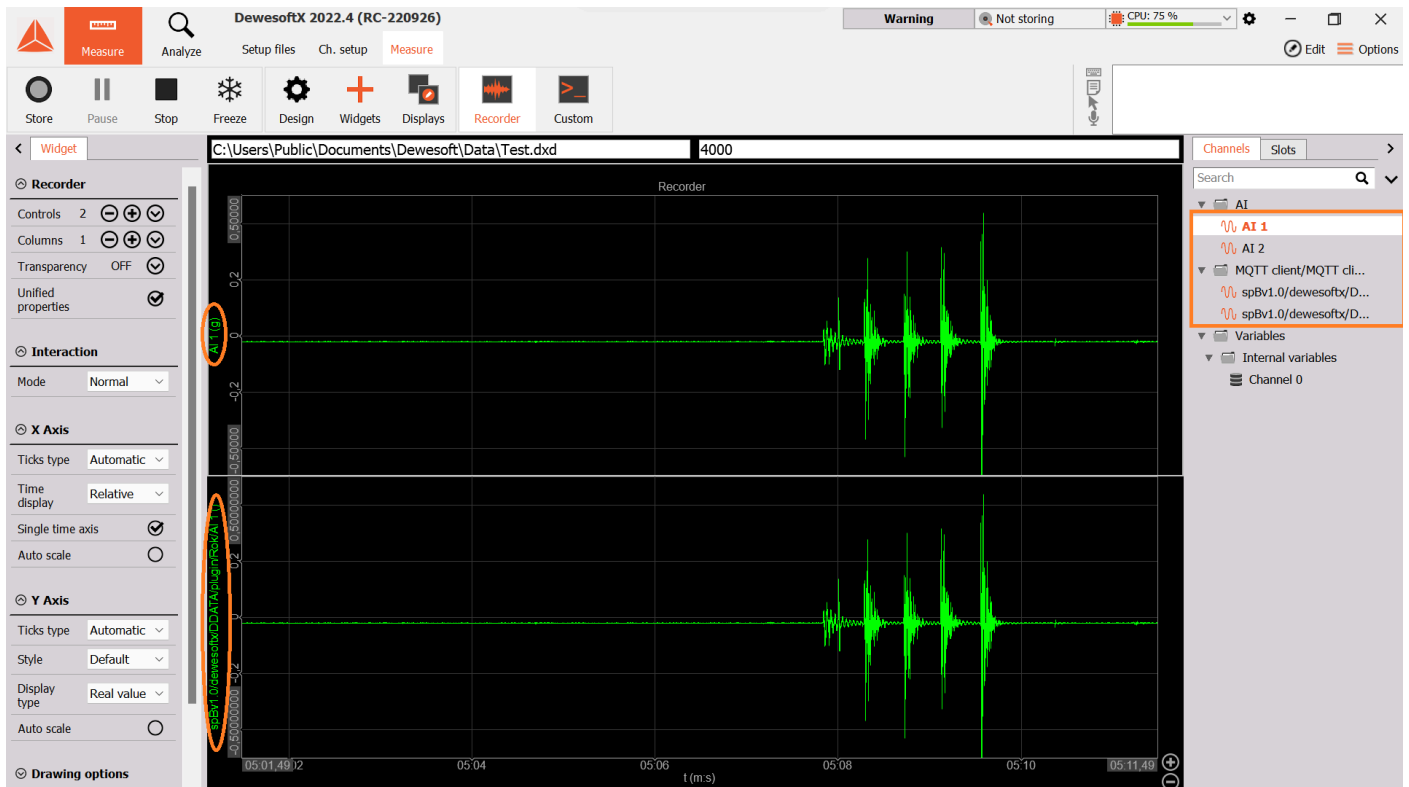 DewesoftX 2022.4 (RC-220926)
Warning
Not storing
CPU: 75 %
Measure
Analyze
Setup files
Ch. setup
Measure
Edit
Options
Store
Pause
Stop
Freeze
Design
Widgets
Displays
Recorder
Custom
Widget
Recorder
Controls 2
Columns 1
Transparency OFF
Unified
properties
Interaction
Mode Normal
X Axis
Ticks type Automatic
Time
display
Relative
Single time axis
Auto scale
Y Axis
Ticks type Automatic
Style Default
Display
type
Real value
Auto scale
Drawing options
C:\Users\Public\Documents\Dewesoft\Data\Test.dxd
4000
Recorder
0,50000
0,2
0
-0,2
-0,50000
AI 1 (g)
0,50000000
0,2
0
-0,2
-0,50000000
spBv1.0/dewesoftx/DDATA/plugin/Rok/AI 1 (-)
05:01,49
05:04
05:06
05:08
05:10
05:11,49
t (m:s)
Channels
Slots
Search
AI
AI 1
AI 2
MQTT client/MQTT cli...
spBv1.0/dewesoftx/D...
spBv1.0/dewesoftx/D...
Variables
Internal variables
Channel 0